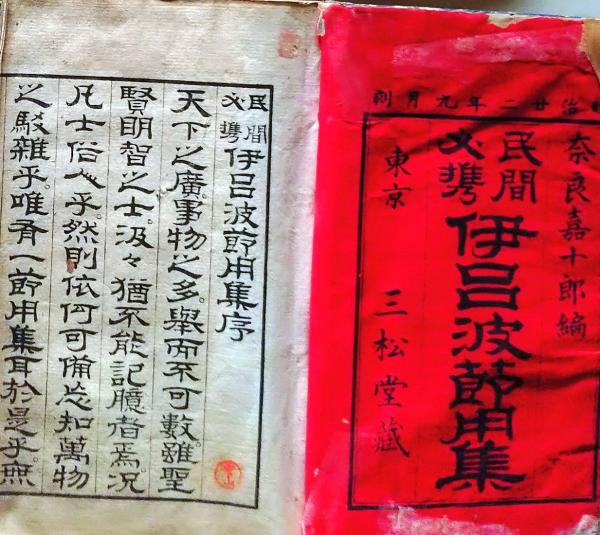 治廿二年九月刻
奈良嘉十郎編
民間必携 伊呂波節用集
東京 三松堂藏
民間必携 伊呂波節用集序
天下之廣。事物之多。舉而不可數。雖聖
賢明智之士。汲々猶不能記臆者焉。況
凡士俗人乎。然則依何可備忘知萬物
之駁雜乎。唯有一節用集耳於是乎無